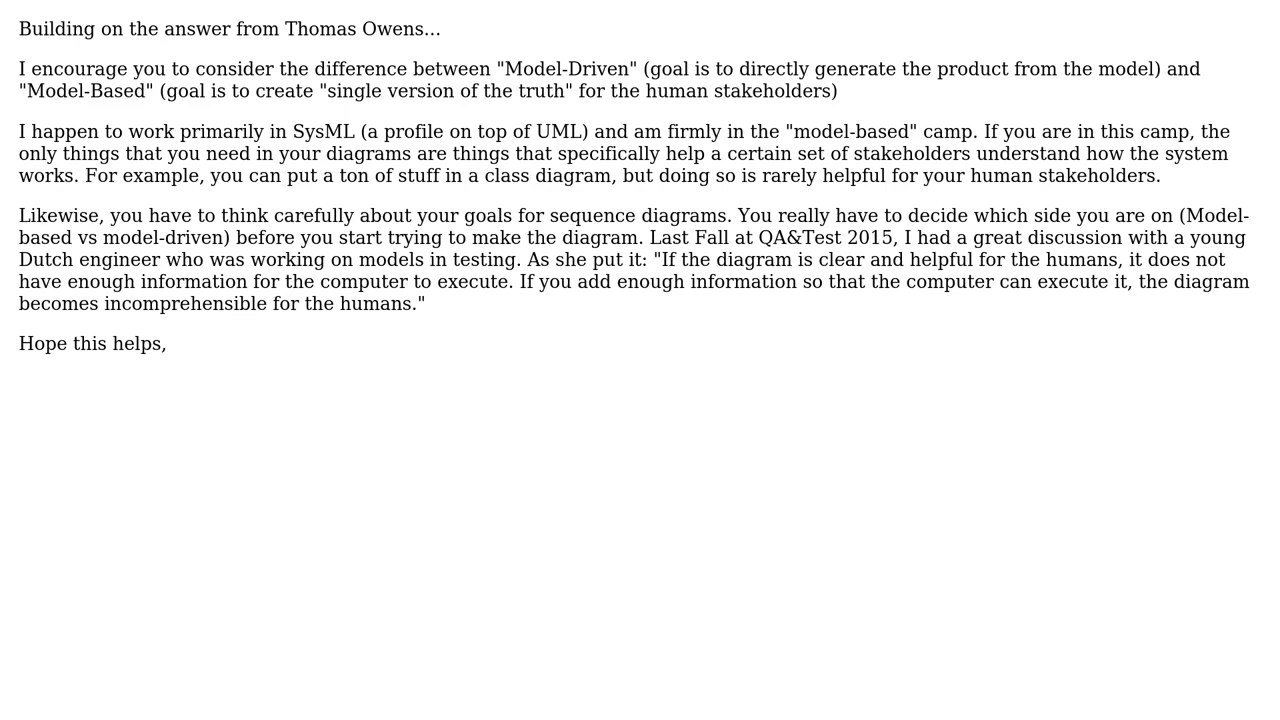 Building on the answer from Thomas Owens...
I encourage you to consider the difference between "Model-Driven" (goal is to directly generate the product from the model) and
"Model-Based" (goal is to create "single version of the truth" for the human stakeholders)
I happen to work primarily in SysML (a profile on top of UML) and am firmly in the "model-based" camp. If you are in this camp, the
only things that you need in your diagrams are things that specifically help a certain set of stakeholders understand how the system
works. For example, you can put a ton of stuff in a class diagram, but doing so is rarely helpful for your human stakeholders.
Likewise, you have to think carefully about your goals for sequence diagrams. You really have to decide which side you are on (Model-
based vs model-driven) before you start trying to make the diagram. Last Fall at QA&Test 2015, I had a great discussion with a young
Dutch engineer who was working on models in testing. As she put it: "If the diagram is clear and helpful for the humans, it does not
have enough information for the computer to execute. If you add enough information so that the computer can execute it, the diagram
becomes incomprehensible for the humans."
Hope this helps,